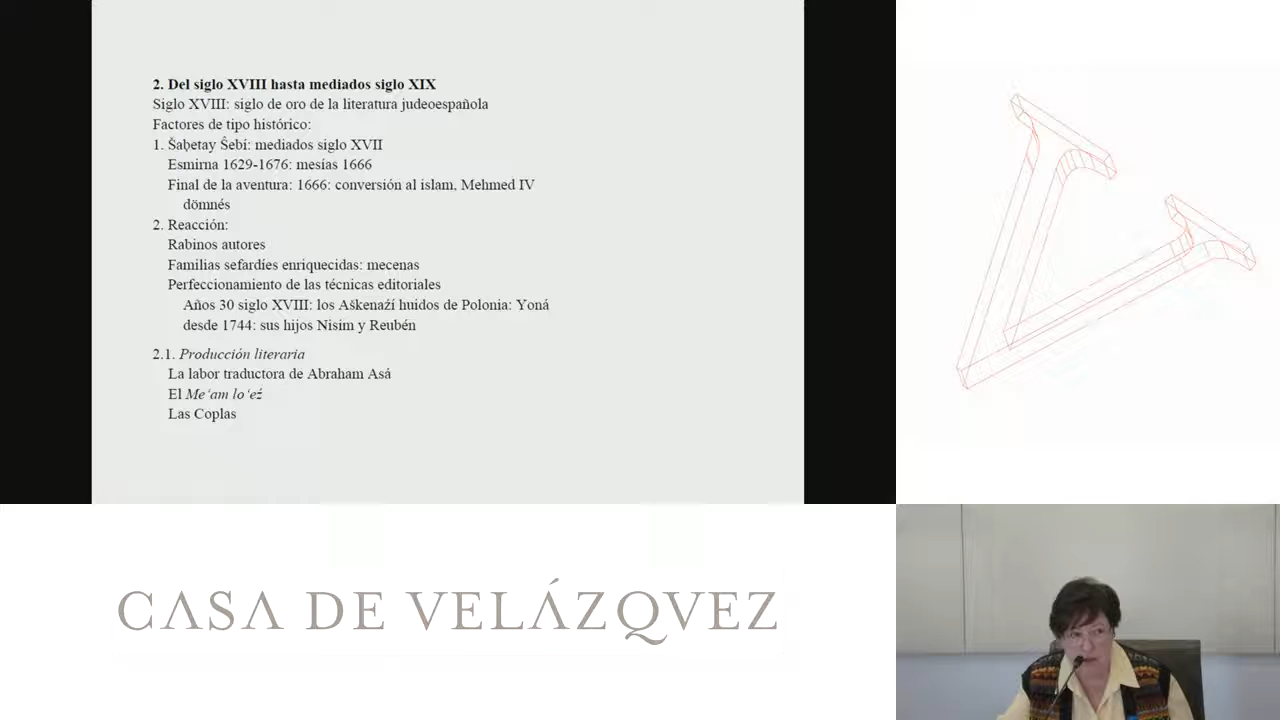 2. Del siglo XVIII hasta mediados siglo XIX
Siglo XVIII: siglo de oro de la literatura judeoespañola
Factores de tipo histórico:
1. Šaḅetay Ŝebí: mediados siglo XVII
Esmirna 1629-1676: mesías 1666
Final de la aventura: 1666: conversión al islam, Mehmed IV
dömnés
2. Reacción:
Rabinos autores
Familias sefardíes enriquecidas: mecenas
Perfeccionamiento de las técnicas editoriales
Años 30 siglo XVIII: los Aškenaźí huidos de Polonia: Yoná
desde 1744: sus hijos Nisim y Reubén
2.1. Producción literaria
La labor traductora de Abraham Asá
El Me‘am lo‘eź
Las Coplas
CASA DE VELÁZQVEZ